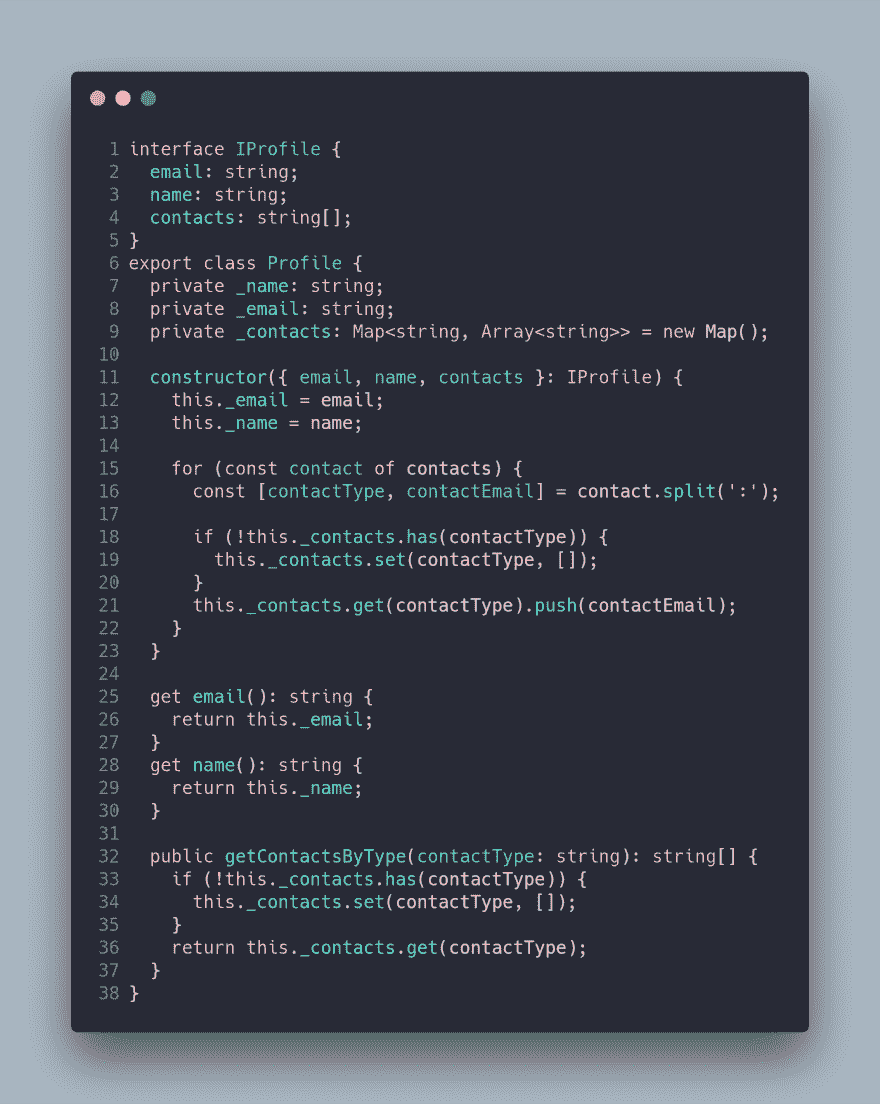 1 interface IProfile {
2   email: string;
3   name: string;
4   contacts: string[];
5 }
6 export class Profile {
7   private _name: string;
8   private _email: string;
9   private _contacts: Map<string, Array<string>> = new Map();
10
11   constructor({ email, name, contacts }: IProfile) {
12     this._email = email;
13     this._name = name;
14
15     for (const contact of contacts) {
16       const [contactType, contactEmail] = contact.split(':');
17
18       if (!this._contacts.has(contactType)) {
19         this._contacts.set(contactType, []);
20       }
21       this._contacts.get(contactType).push(contactEmail);
22     }
23   }
24
25   get email(): string {
26     return this._email;
27   }
28   get name(): string {
29     return this._name;
30   }
31
32   public getContactsByType(contactType: string): string[] {
33     if (!this._contacts.has(contactType)) {
34       this._contacts.set(contactType, []);
35     }
36     return this._contacts.get(contactType);
37   }
38 }